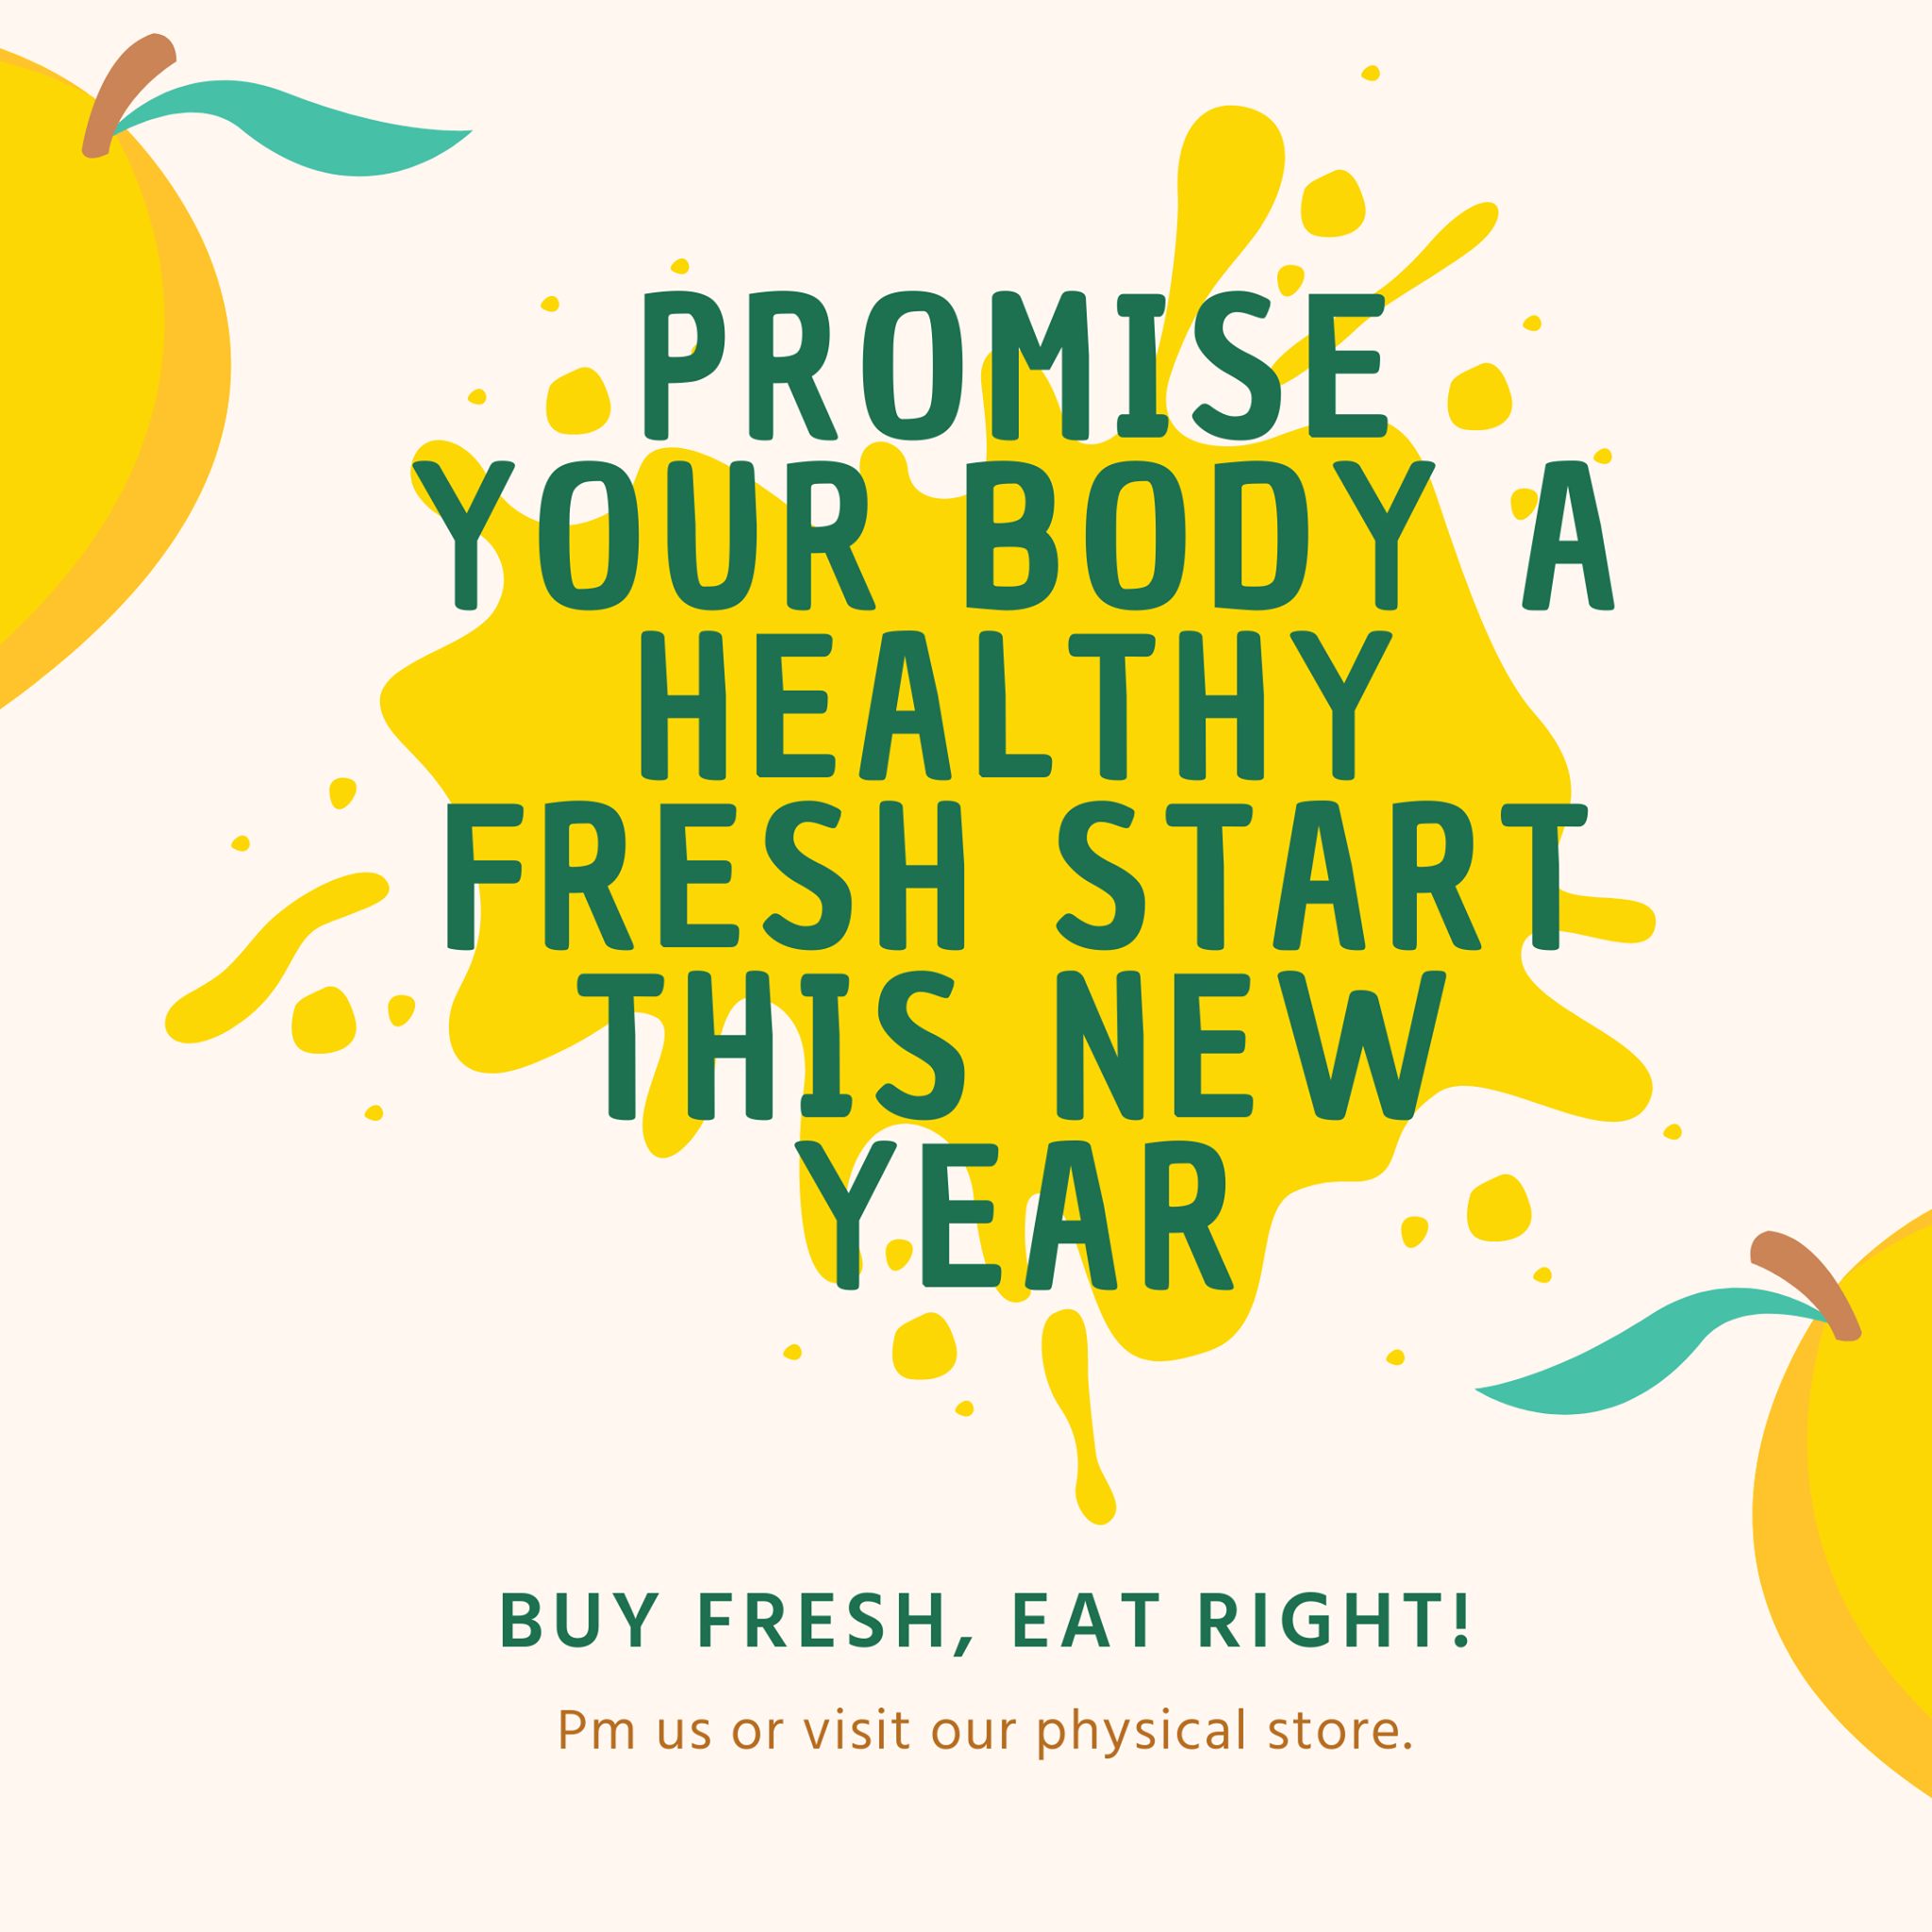 PROMISE
YOUR BODY A
HEALTHY
FRESH START
THIS NEW
YEAR
BUY FRESH, EAT RIGHT!
Pm us or visit our physical store.